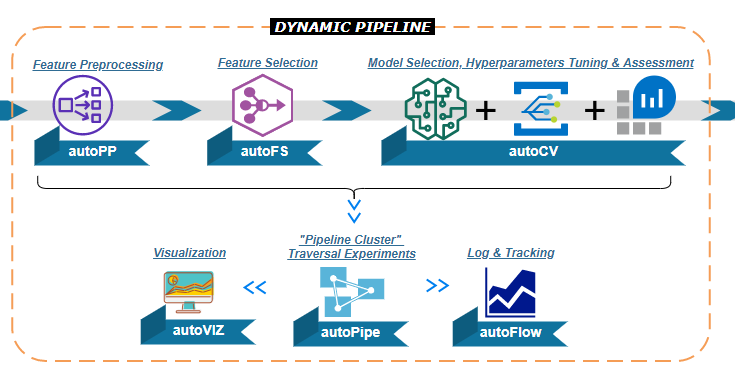 DYNAMIC PIPELINE
Feature Preprocessing
Feature Selection
Model Selection, Hyperparameters Tuning & Assessment
autoPP
autoFS
autoCV
Visualization
"Pipeline Cluster"
Traversal Experiments
Log & Tracking
autoVIZ
autoPipe
autoFlow